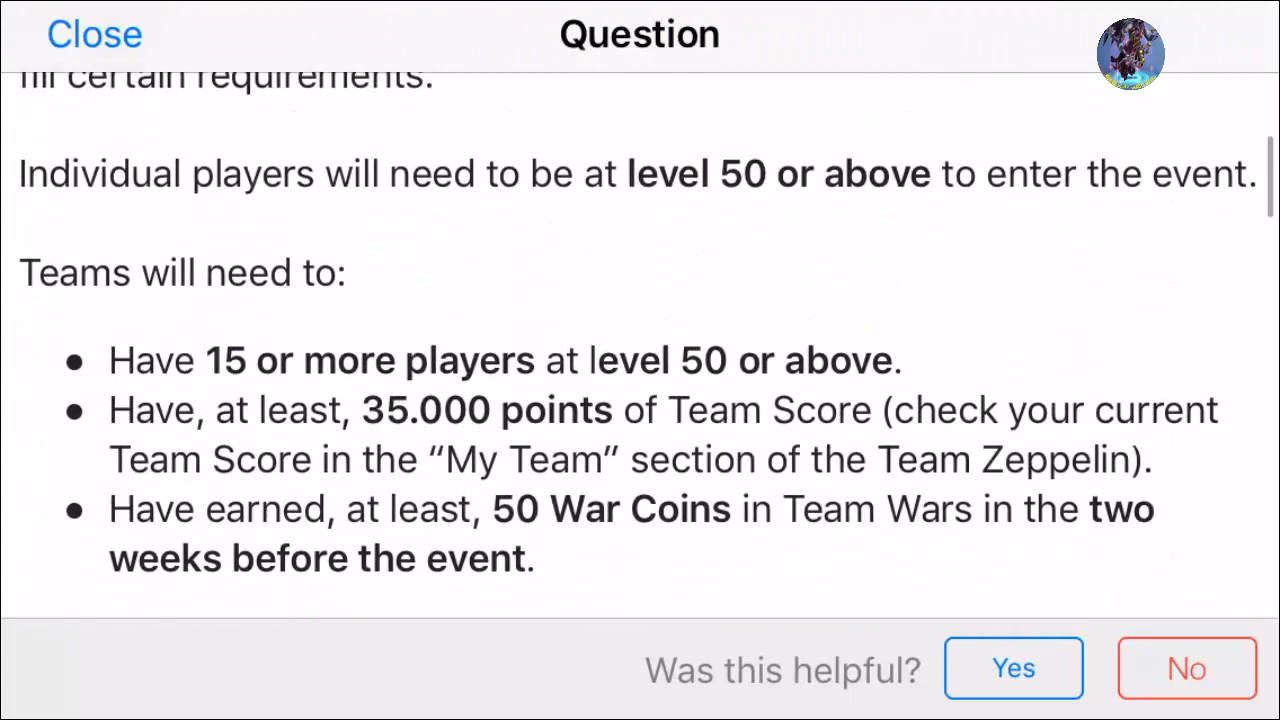 Close
Question
fill certain requirements.
Individual players will need to be at level 50 or above to enter the event.
Teams will need to:
● Have 15 or more players at level 50 or above.
● Have, at least, 35.000 points of Team Score (check your current
Team Score in the “My Team” section of the Team Zeppelin).
● Have earned, at least, 50 War Coins in Team Wars in the two
weeks before the event.
Was this helpful?
Yes
No